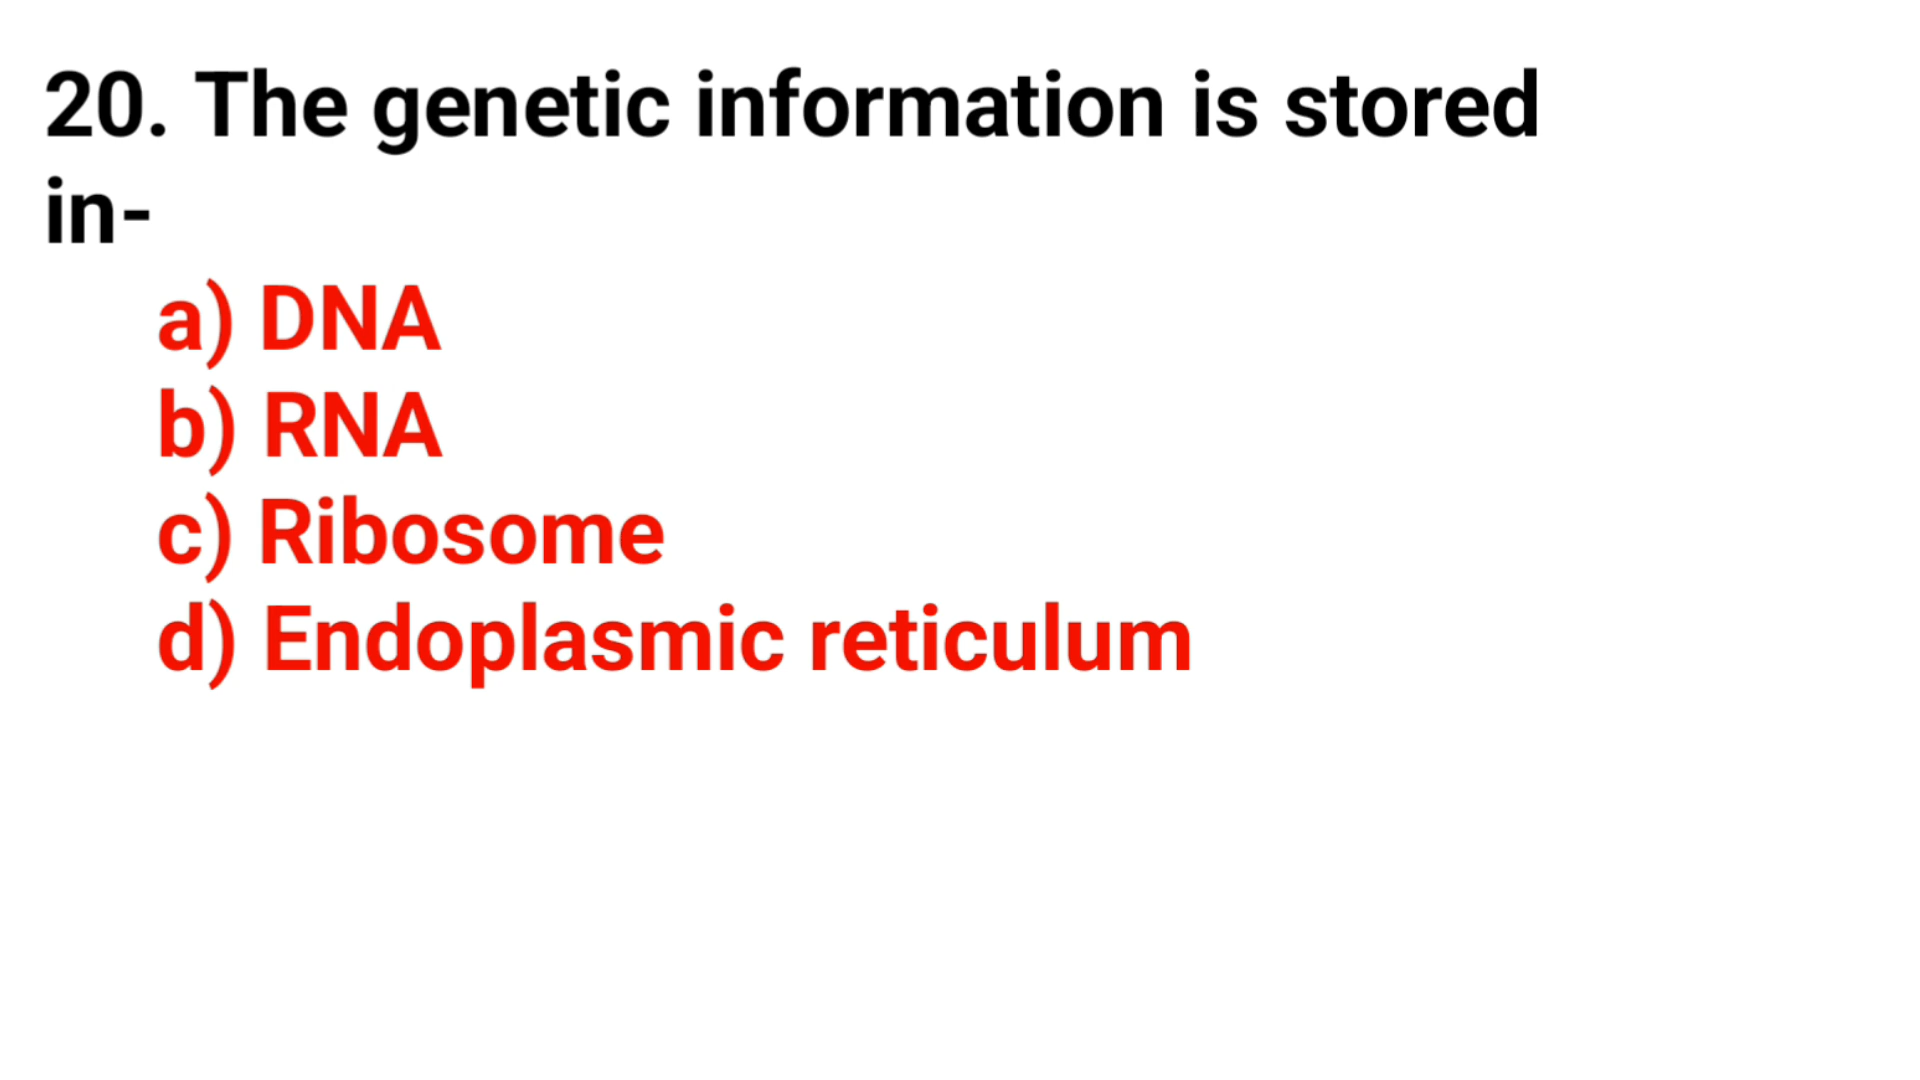 20. The genetic information is stored
in-
a) DNA
b) RNA
c) Ribosome
d) Endoplasmic reticulum